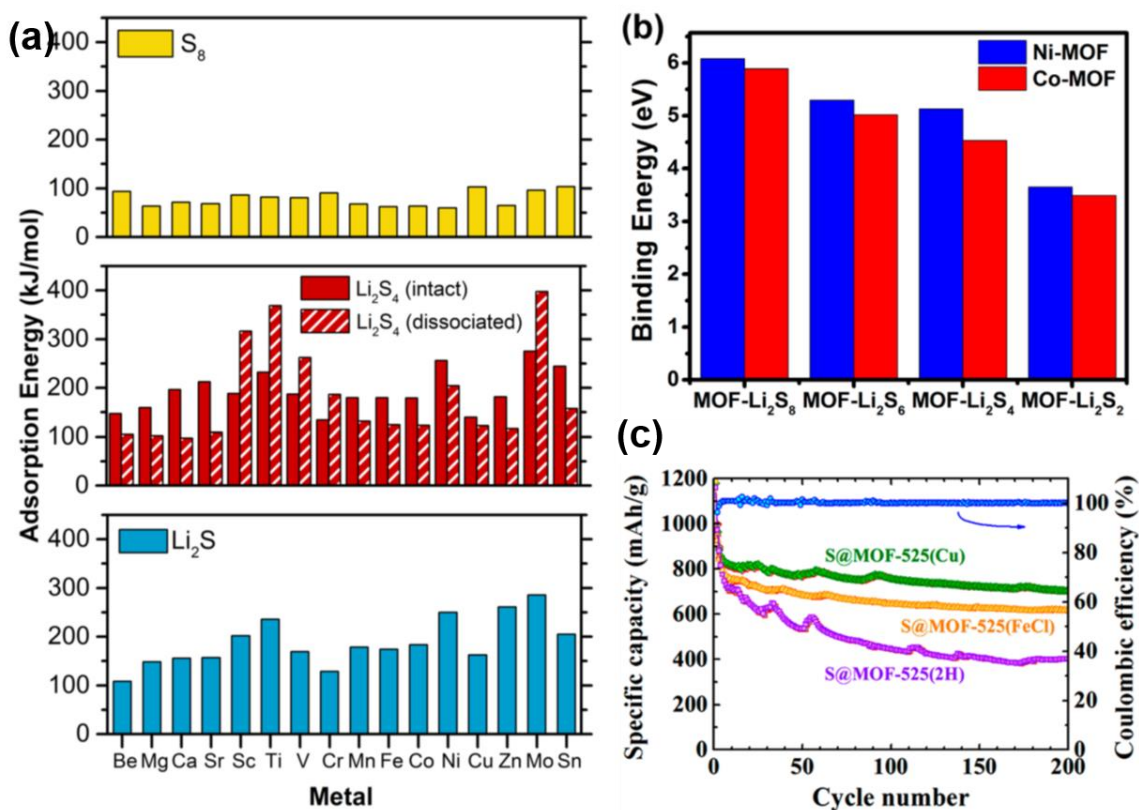 (a)
S8
Adsorption Energy (kJ/mol)
400
300
200
100
0
Li2S4 (intact)
Li2S4 (dissociated)
400
300
200
100
0
Li2S
400
300
200
100
0
Be Mg Ca Sr Sc Ti V Cr Mn Fe Co Ni Cu Zn Mo Sn
Metal
(b)
Ni-MOF
Co-MOF
Binding Energy (eV)
6
5
3
2
0
MOF-Li2S8 MOF-Li2S6 MOF-Li2S4 MOF-Li2S2
(c)
Specific capacity (mAh/g)
1200
1000
800
600
400
200
0
S@MOF-525(Cu)
S@MOF-525(FeCl)
S@MOF-525(2H)
Coulombic efficiency (%)
100
80
60
40
20
0
0 50 100 150 200
Cycle number